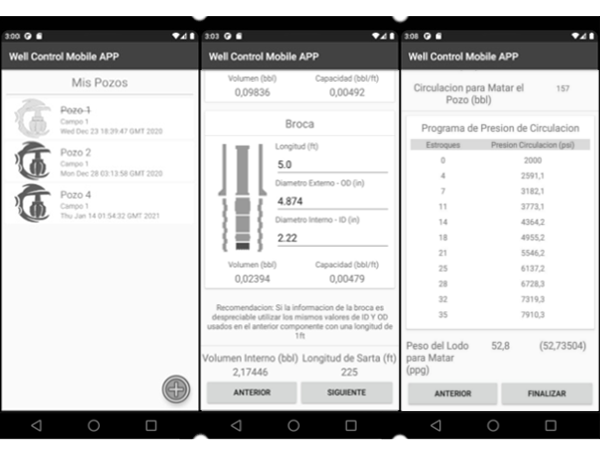 3:00
Well Control Mobile APP
Mis Pozos
Pozo 1
Campo 1
Wed Dec 23 18:39:47 GMT 2020
Pozo 2
Campo 1
Mon Dec 28 03:13:58 GMT 2020
Pozo 4
Campo 1
Thu Jan 14 01:54:32 GMT 2021
3:03
Well Control Mobile APP
Volumen (bbl) Capacidad (bbl/ft)
0,09836 0,00492
Broca
Longitud (ft)
5.0
Diametro Externo - OD (in)
4.874
Diametro Interno - ID (in)
2.22
Volumen (bbl) Capacidad (bbl/ft)
0,02394 0,00479
Recomendacion: Si la informacion de la broca es
despreciable utilizar los mismos valores de ID Y OD
usados en el anterior componente con una longitud de
1ft
Volumen Interno (bbl) Longitud de Sarta (ft)
2,17446 225
ANTERIOR SIGUIENTE
3:08
Well Control Mobile APP
Circulacion para Matar el 157
Pozo (bbl)
Programa de Presion de Circulacion
Estroques Presion Circulacion (psi)
0 2000
4 2591,1
7 3182,1
11 3773,1
14 4364,2
18 4955,2
21 5546,2
25 6137,2
28 6728,3
32 7319,3
35 7910,3
Peso del Lodo 52,8 (52,73504)
para Matar
(ppg)
ANTERIOR FINALIZAR